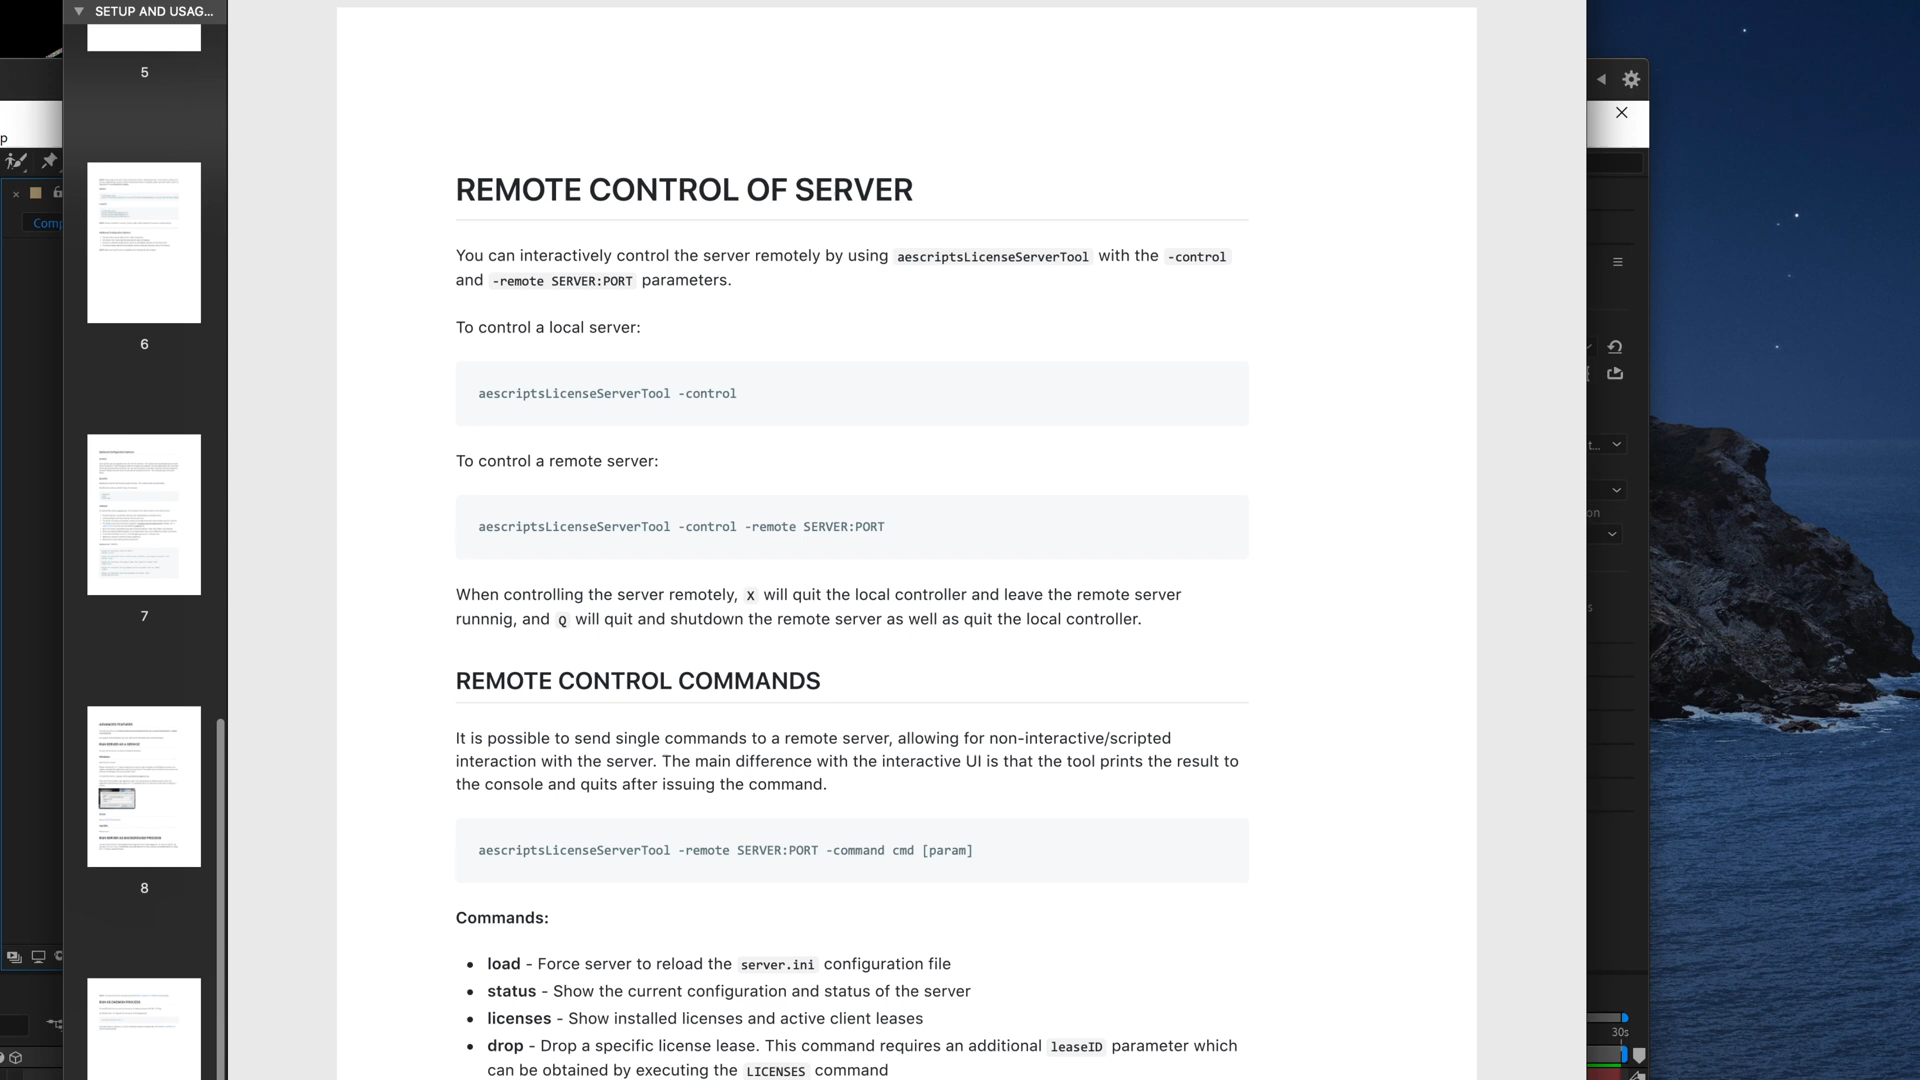 SETUP AND USAG...
5
6
7
8
p
Comp
REMOTE CONTROL OF SERVER
You can interactively control the server remotely by using aescriptsLicenseServerTool with the -control
and -remote SERVER:PORT parameters.
To control a local server:
aescriptsLicenseServerTool -control
To control a remote server:
aescriptsLicenseServerTool -control -remote SERVER:PORT
When controlling the server remotely, X will quit the local controller and leave the remote server
runnnig, and Q will quit and shutdown the remote server as well as quit the local controller.
REMOTE CONTROL COMMANDS
It is possible to send single commands to a remote server, allowing for non-interactive/scripted
interaction with the server. The main difference with the interactive UI is that the tool prints the result to
the console and quits after issuing the command.
aescriptsLicenseServerTool -remote SERVER:PORT -command cmd [param]
Commands:
• load - Force server to reload the server.ini configuration file
• status - Show the current configuration and status of the server
• licenses - Show installed licenses and active client leases
• drop - Drop a specific license lease. This command requires an additional leaseID parameter which
can be obtained by executing the LICENSES command
t...
on
s
30s